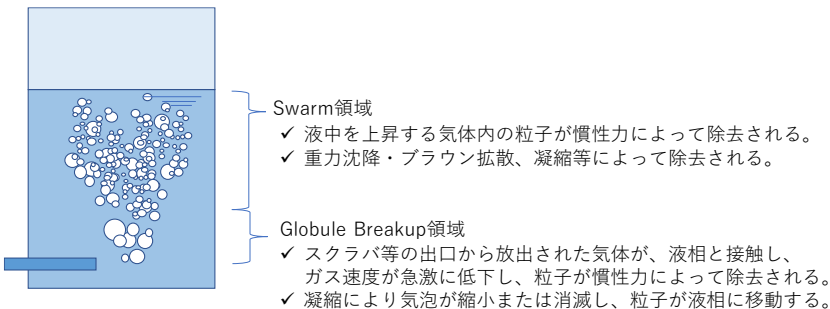 Swarm領域
✓ 液中を上昇する気体内の粒子が慣性力によって除去される。
✓ 重力沈降・ブラウン拡散、凝縮等によって除去される。
Globule Breakup領域
✓ スクラバ等の出口から放出された気体が、液相と接触し、
ガス速度が急激に低下し、粒子が慣性力によって除去される。
✓ 凝縮により気泡が縮小または消滅し、粒子が液相に移動する。